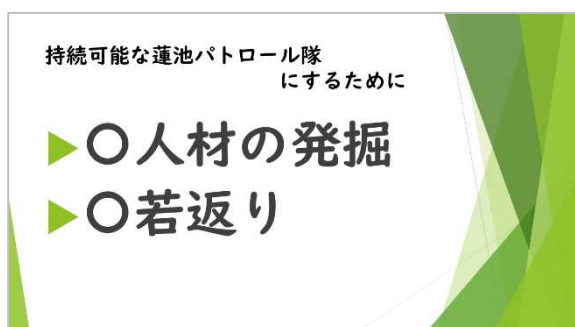 持続可能な蓮池パトロール隊
にするために
▶〇人材の発掘
▶〇若返り